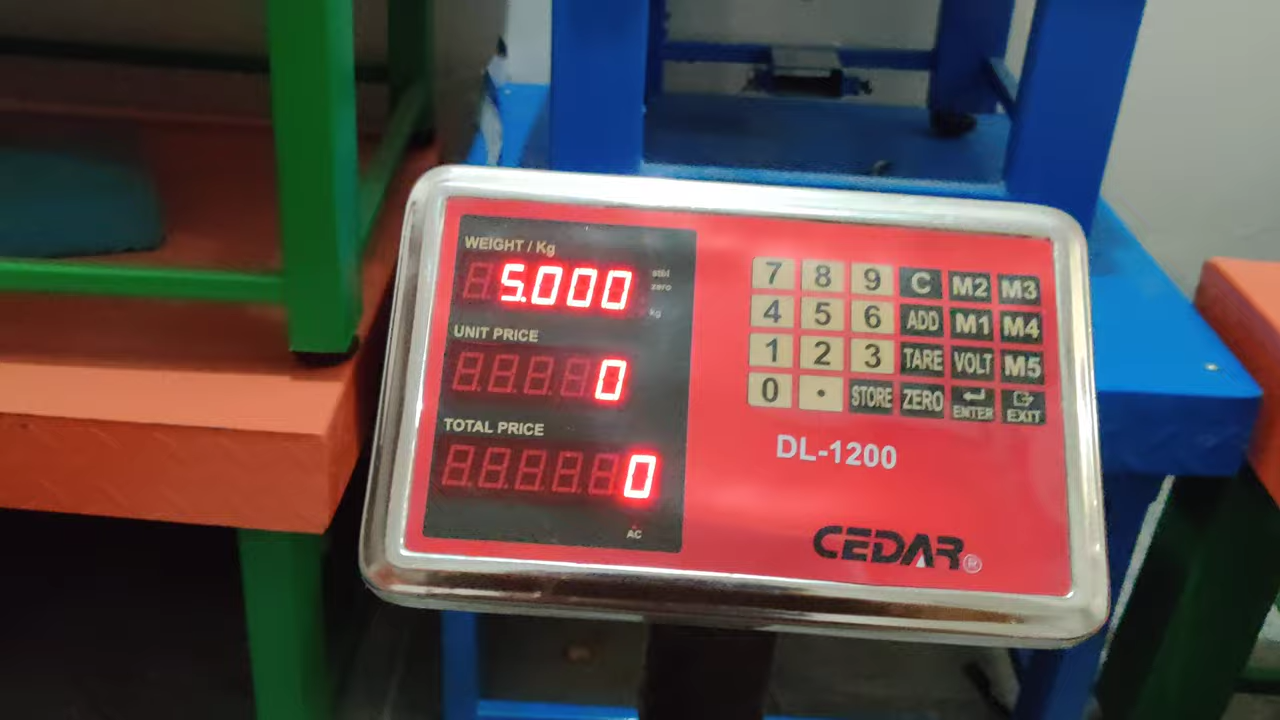 WEIGHT / Kg
5.000
stbl
zero
kg
UNIT PRICE
0
TOTAL PRICE
0
AC
7 8 9 C M2 M3
4 5 6 ADD M1 M4
1 2 3 TARE VOLT M5
0 . STORE ZERO ENTER EXIT
DL-1200
CEDAR®